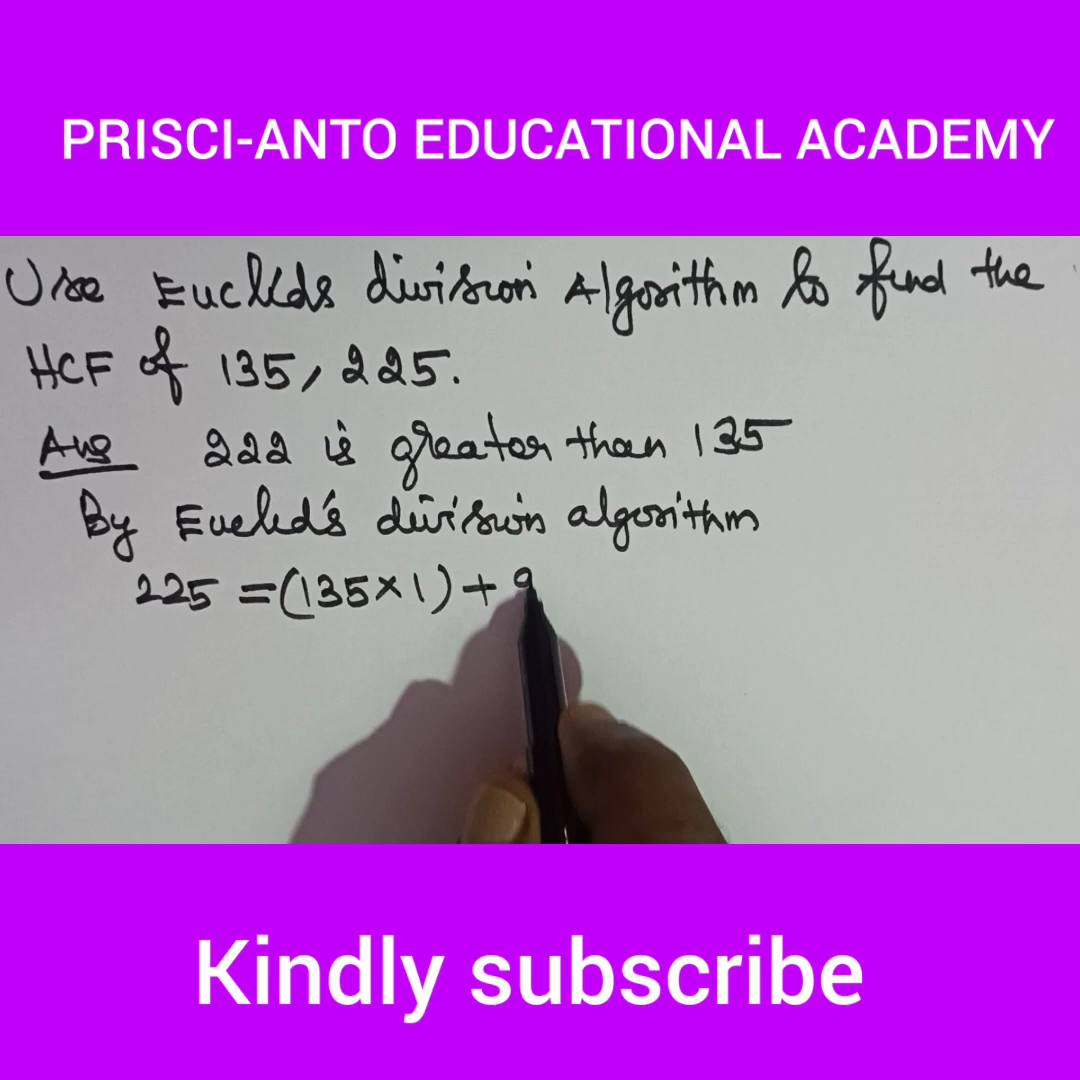 PRISCI-ANTO EDUCATIONAL ACADEMY
Use Euclids division Algorithm to find the
HCF of 135, 225.
Ans 222 is greater than 135
By Euclid's division algorithm
225 = (135 × 1) + 9
Kindly subscribe